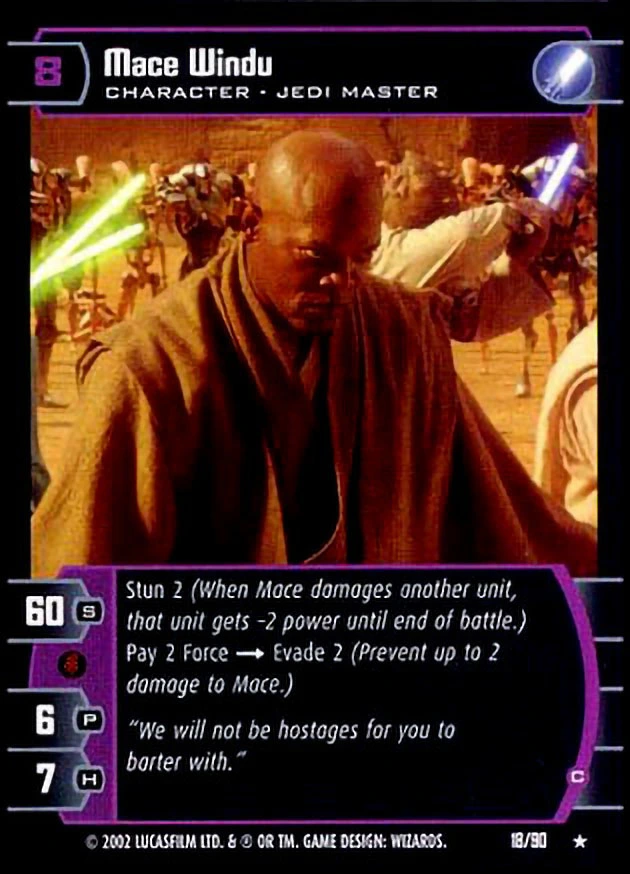 8
Mace Windu
CHARACTER - JEDI MASTER
Stun 2 (When Mace damages another unit,
that unit gets -2 power until end of battle.)
Pay 2 Force → Evade 2 (Prevent up to 2
damage to Mace.)
"We will not be hostages for you to
barter with."
60 S
6 P
7 H
C
© 2002 LUCASFILM LTD. & ® OR TM. GAME DESIGN: WIZARDS. 18/90 ★